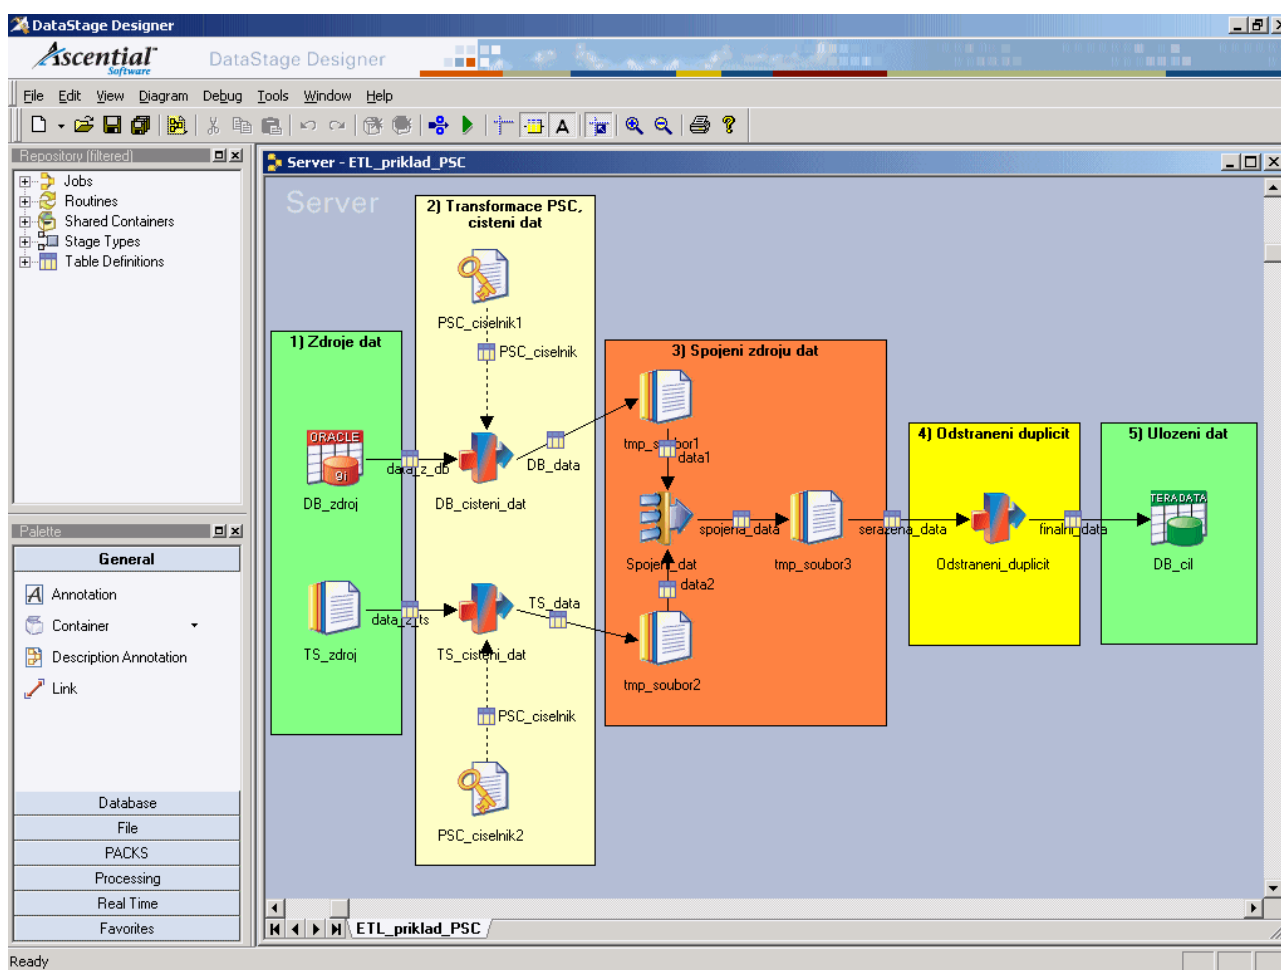 DataStage Designer
Ascential
Software
DataStage Designer
File Edit View Diagram Debug Tools Window Help
A
Repository (filtered)
Jobs
Routines
Shared Containers
Stage Types
Table Definitions
Server - ETL_priklad_PSC
Server
2) Transformace PSC,
cisteni dat
PSC_ciselnik1
PSC_ciselnik
1) Zdroje dat
3) Spojeni zdroju dat
ORACLE
9i
data_z_db
DB_zdroj
DB_cisteni_dat
DB_data
tmp_soubor1
data1
4) Odstraneni duplicit
5) Ulozeni dat
TERADATA
spojena_data
serazena_data
finalni_data
Spojeni_dat
tmp_soubor3
Odstraneni_duplicit
DB_cil
data2
TS_data
data_z_ts
TS_zdroj
TS_cisteni_dat
tmp_soubor2
PSC_ciselnik
PSC_ciselnik2
Palette
General
A Annotation
Container
Description Annotation
Link
Database
File
PACKS
Processing
Real Time
Favorites
ETL_priklad_PSC
Ready